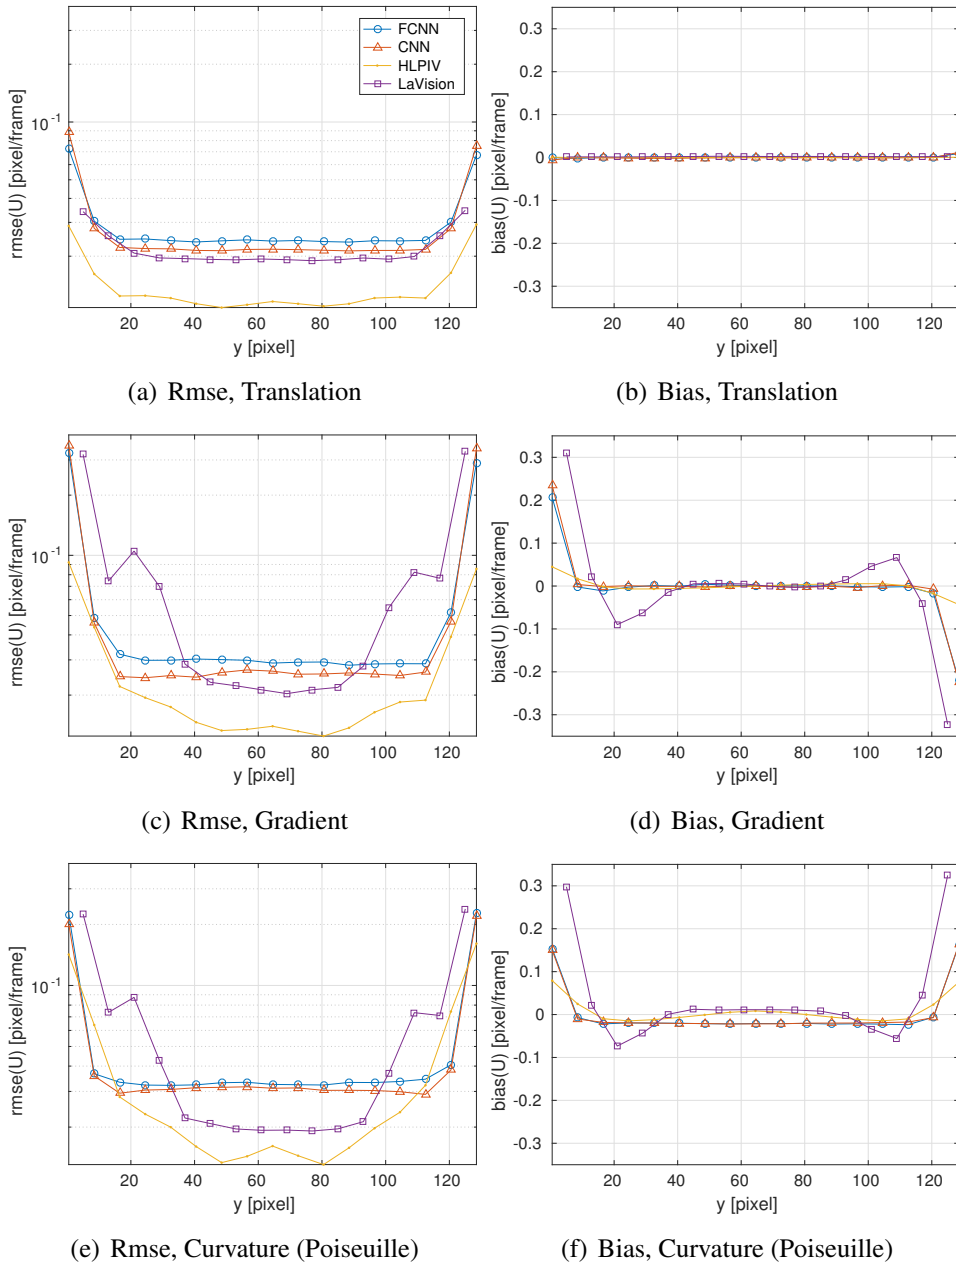 FCNN
CNN
HLPIV
LaVision
10⁻¹
rmse(U) [pixel/frame]
20 40 60 80 100 120
y [pixel]
(a) Rmse, Translation
0.3
0.2
0.1
0
-0.1
-0.2
-0.3
bias(U) [pixel/frame]
20 40 60 80 100 120
y [pixel]
(b) Bias, Translation
10⁻¹
rmse(U) [pixel/frame]
20 40 60 80 100 120
y [pixel]
(c) Rmse, Gradient
0.3
0.2
0.1
0
-0.1
-0.2
-0.3
bias(U) [pixel/frame]
20 40 60 80 100 120
y [pixel]
(d) Bias, Gradient
10⁻¹
rmse(U) [pixel/frame]
20 40 60 80 100 120
y [pixel]
(e) Rmse, Curvature (Poiseuille)
0.3
0.2
0.1
0
-0.1
-0.2
-0.3
bias(U) [pixel/frame]
20 40 60 80 100 120
y [pixel]
(f) Bias, Curvature (Poiseuille)